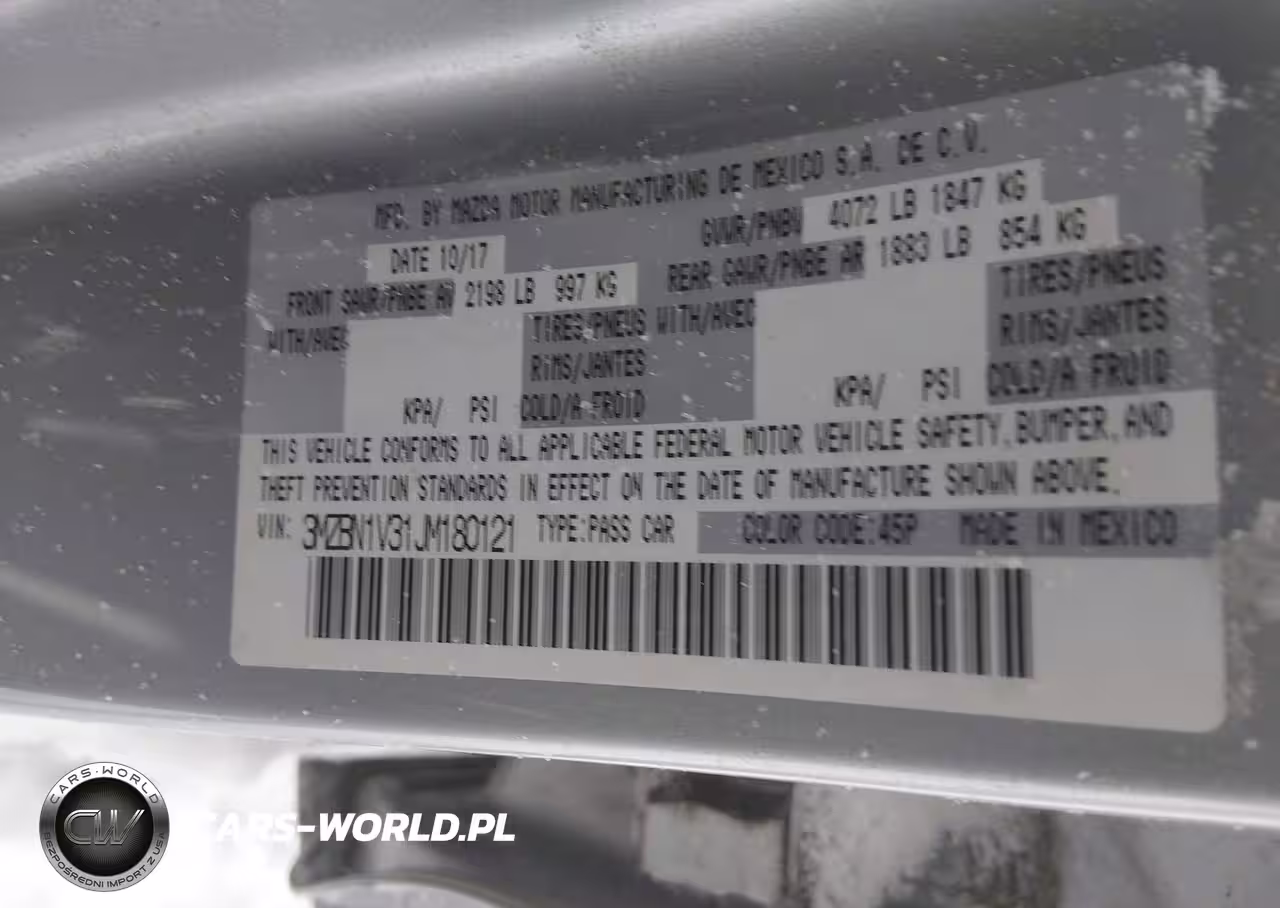 MFD. BY MAZDA MOTOR MANUFACTURING DE MEXICO S.A. DE C.V.
DATE 10/17 GVWR/PNBV 4072 LB 1847 KG
FRONT GAWR/PNBE AV 2198 LB 997 KG REAR GAWR/PNBE AR 1883 LB 854 KG
WITH/AVEC TIRES/PNEUS WITH/AVEC TIRES/PNEUS
RIMS/JANTES RIMS/JANTES
KPA/ PSI COLD/A FROID KPA/ PSI COLD/A FROID
THIS VEHICLE CONFORMS TO ALL APPLICABLE FEDERAL MOTOR VEHICLE SAFETY, BUMPER, AND
THEFT PREVENTION STANDARDS IN EFFECT ON THE DATE OF MANUFACTURE SHOWN ABOVE.
VIN: 3MZBN1V31JM180121 TYPE:PASS CAR COLOR CODE:45P MADE IN MEXICO
CARS-WORLD
CW
BEZPOŚREDNI IMPORT Z USA
CARS-WORLD.PL